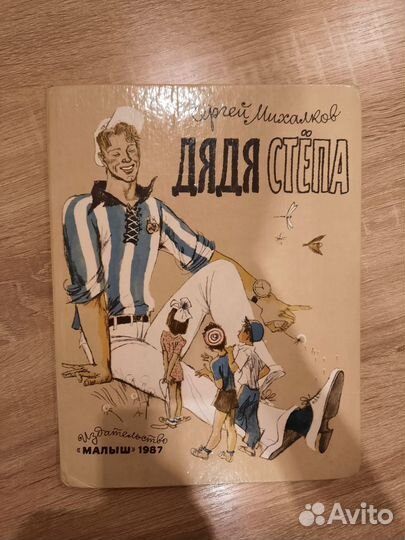 Сергей Михалков
ДЯДЯ СТЁПА
Издательство
«МАЛЫШ» 1987
Avito